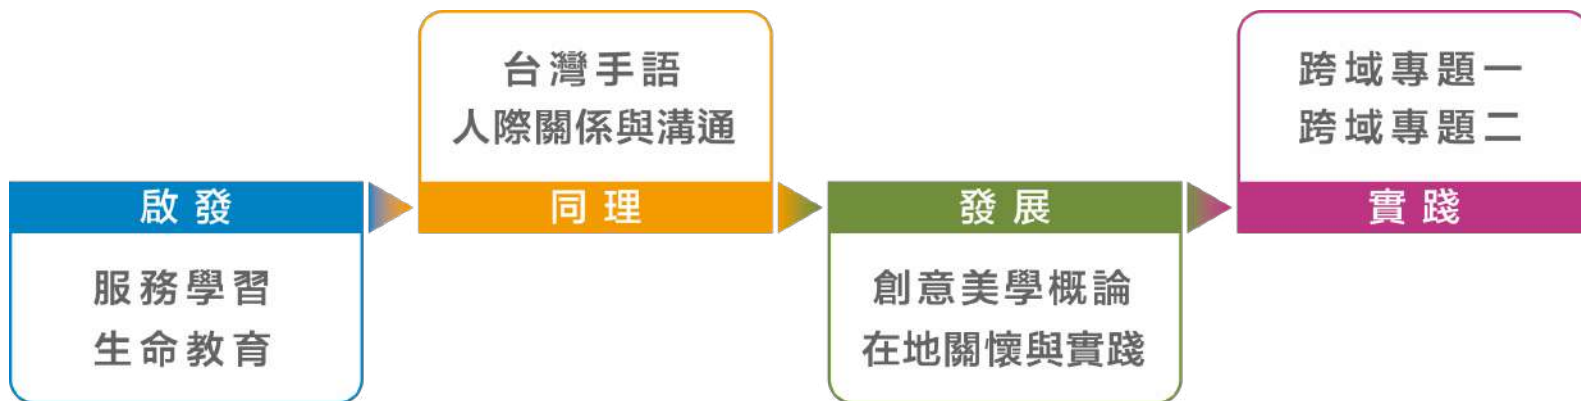 啟發
服務學習
生命教育
台灣手語
人際關係與溝通
同理
發展
創意美學概論
在地關懷與實踐
跨域專題一
跨域專題二
實踐